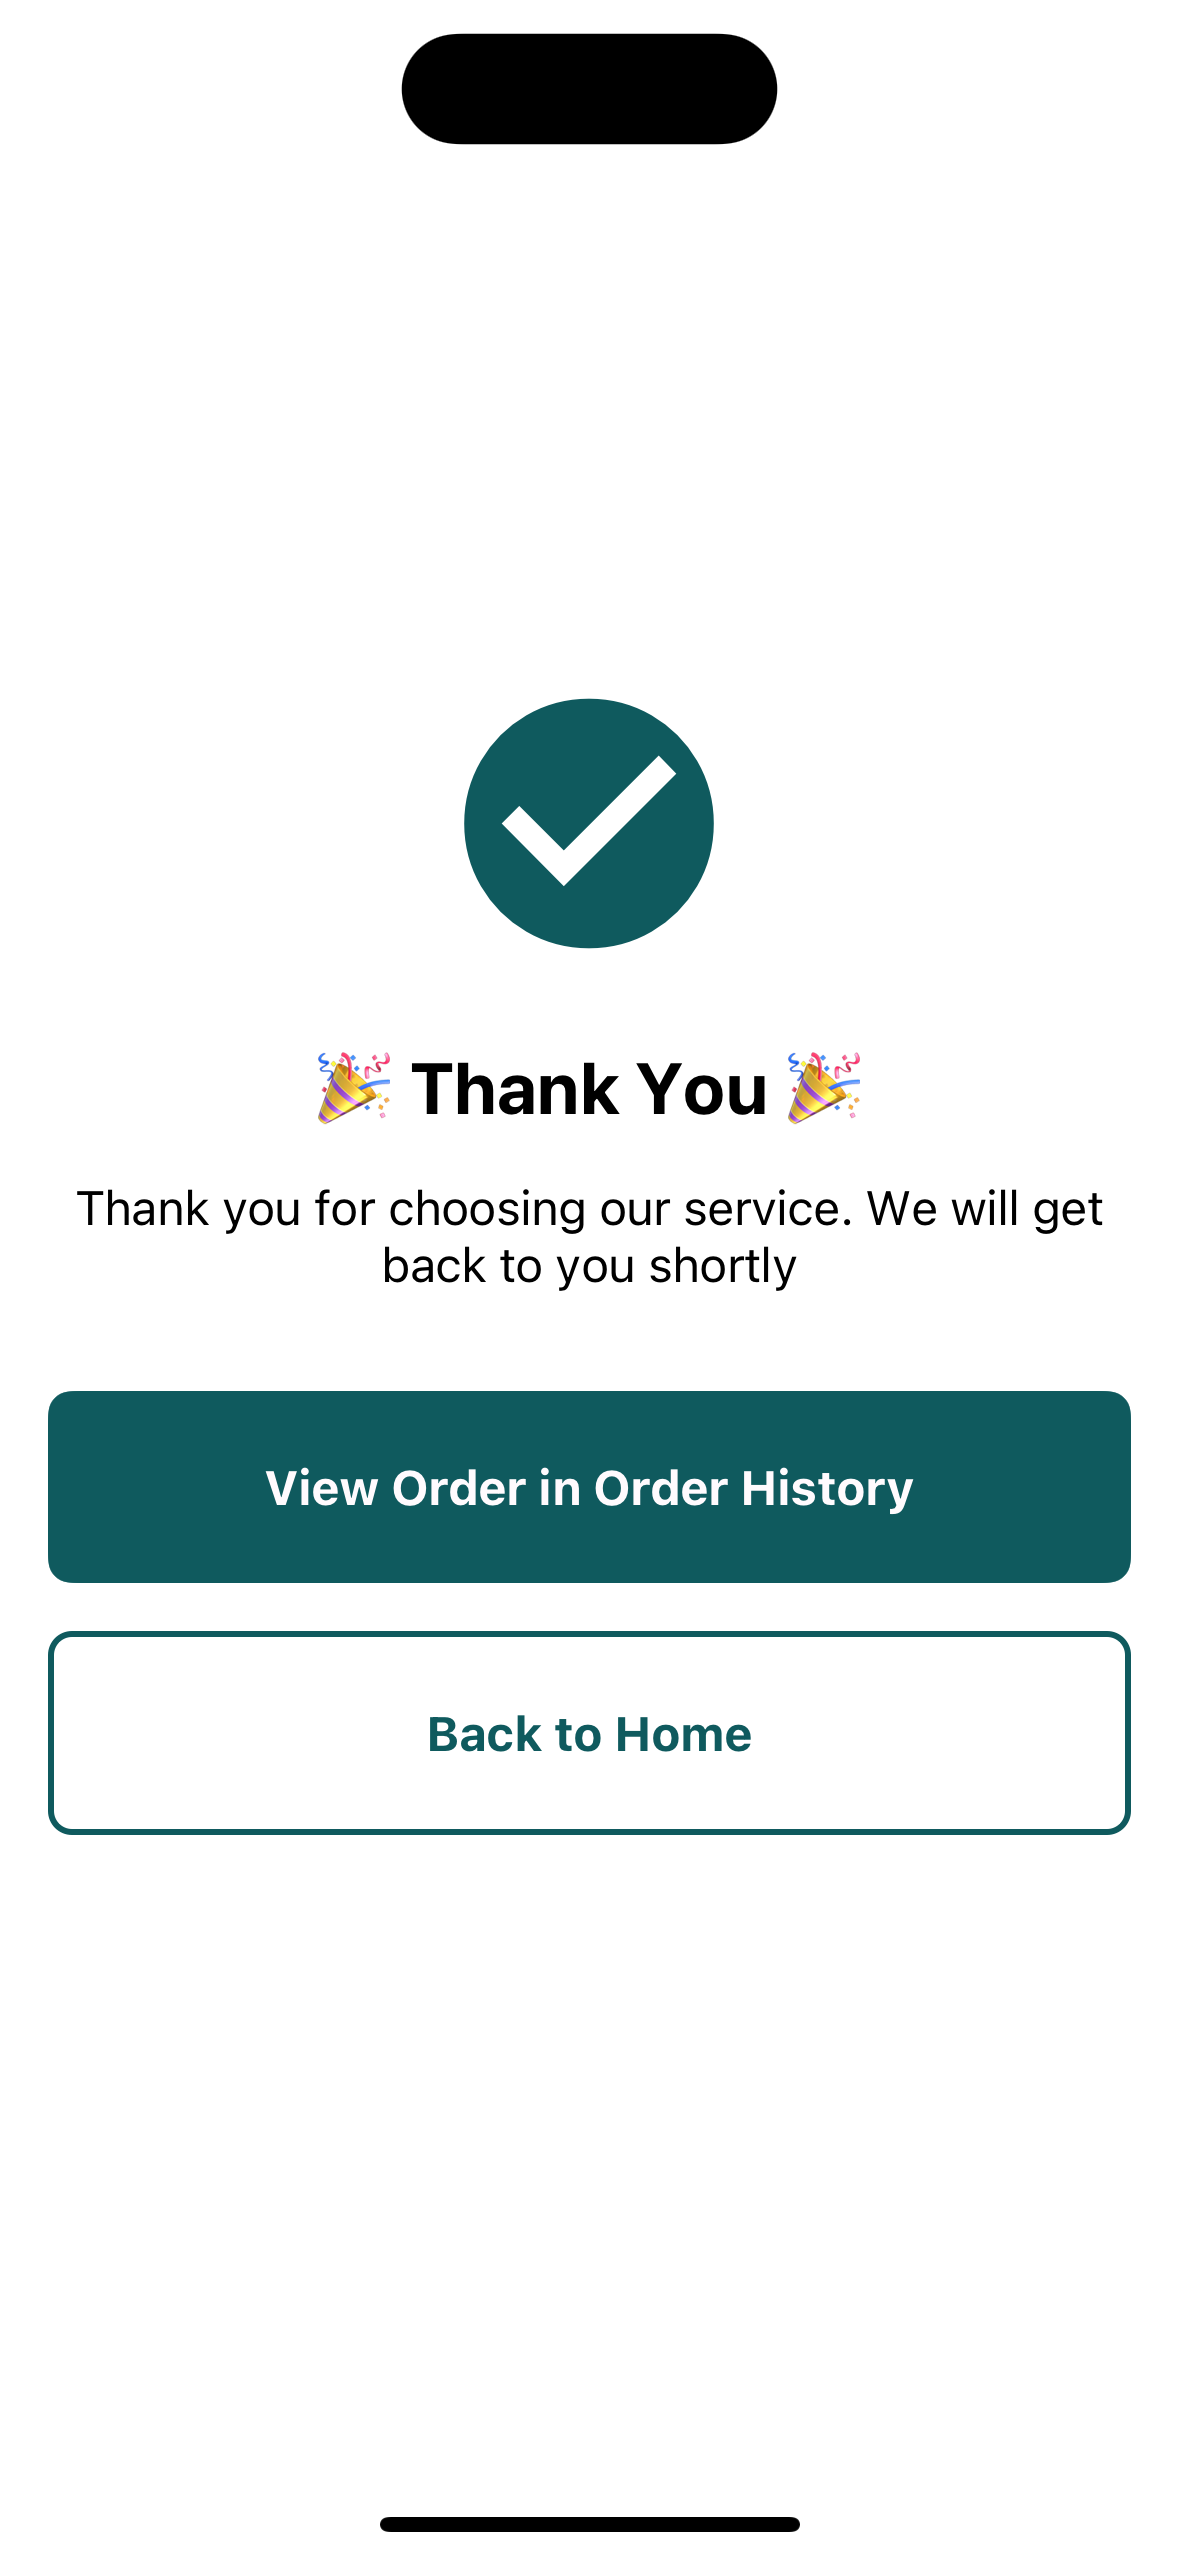 🎉 Thank You 🎉
Thank you for choosing our service. We will get
back to you shortly
View Order in Order History
Back to Home